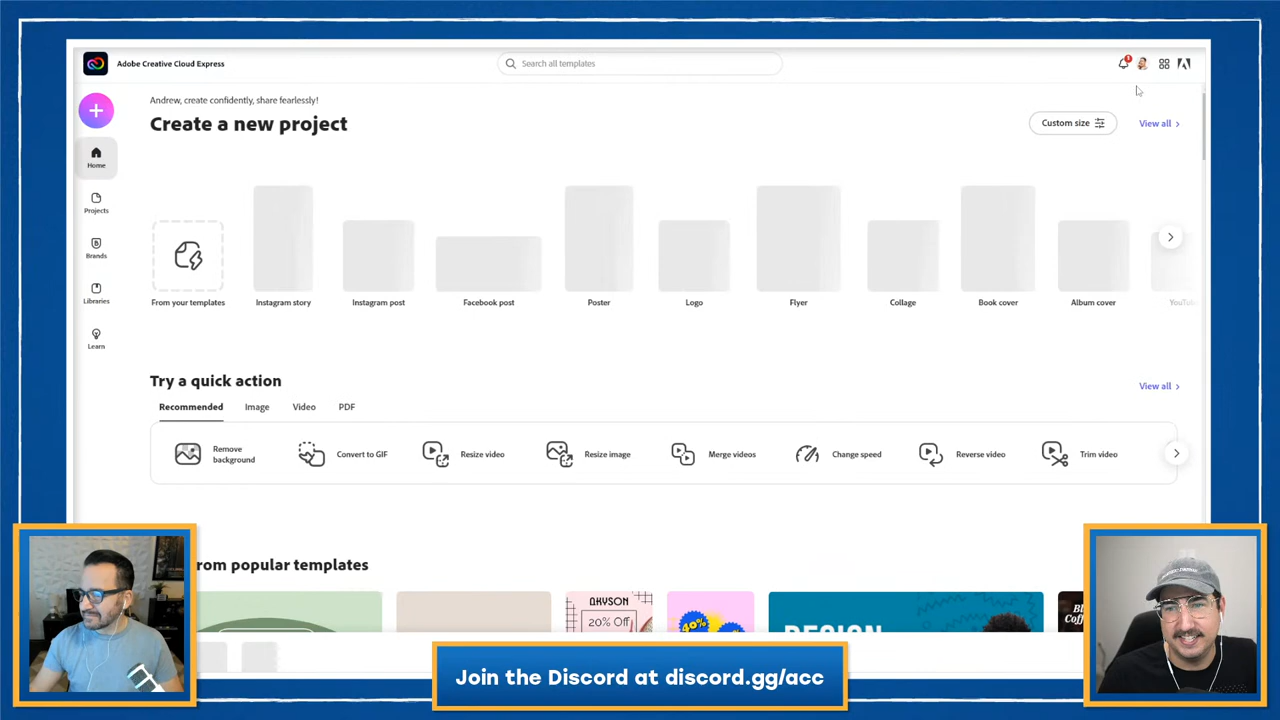 Adobe Creative Cloud Express
Search all templates
Andrew, create confidently, share fearlessly!
Create a new project
Custom size
View all
Home
Projects
Brands
Libraries
Learn
From your templates
Instagram story
Instagram post
Facebook post
Poster
Logo
Flyer
Collage
Book cover
Album cover
Try a quick action
View all
Recommended
Image
Video
PDF
Remove
background
Convert to GIF
Resize video
Resize image
Merge videos
Change speed
Reverse video
Trim video
rom popular templates
20% Off
40%
DESIGN
Join the Discord at discord.gg/acc